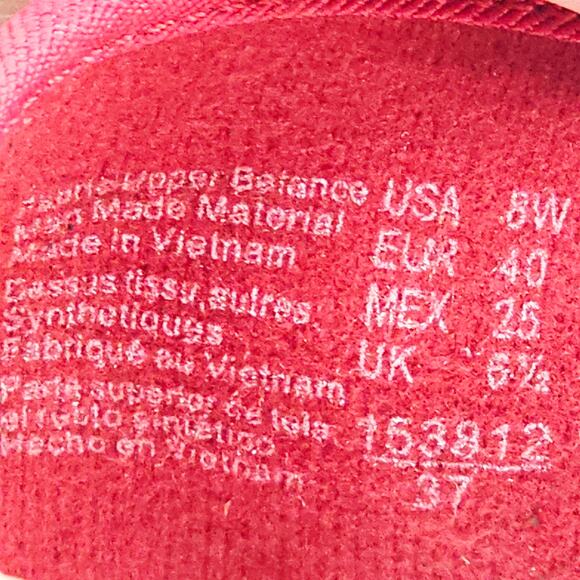 Fabric Upper Balance
Man Made Material
Made in Vietnam
Dessus tissu, autres
Synthetiques
Fabriqué au Vietnam
Parte superior de tela
el resto sintético
Hecho en Vietnam
USA 8W
EUR 40
MEX 25
UK 6½
153812
37